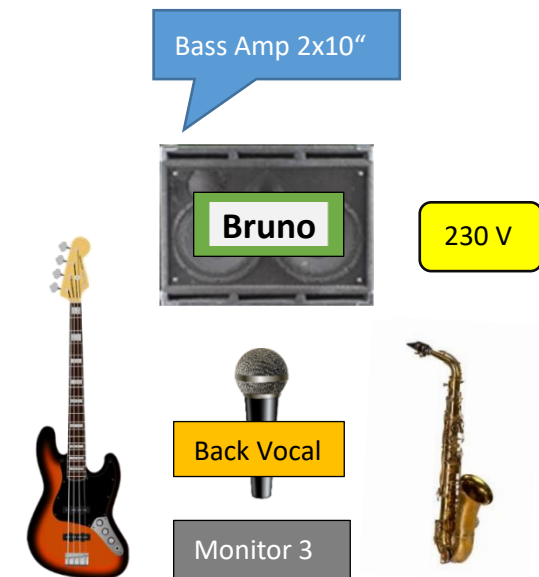 Bass Amp 2x10“
Bruno
230 V
Back Vocal
Monitor 3